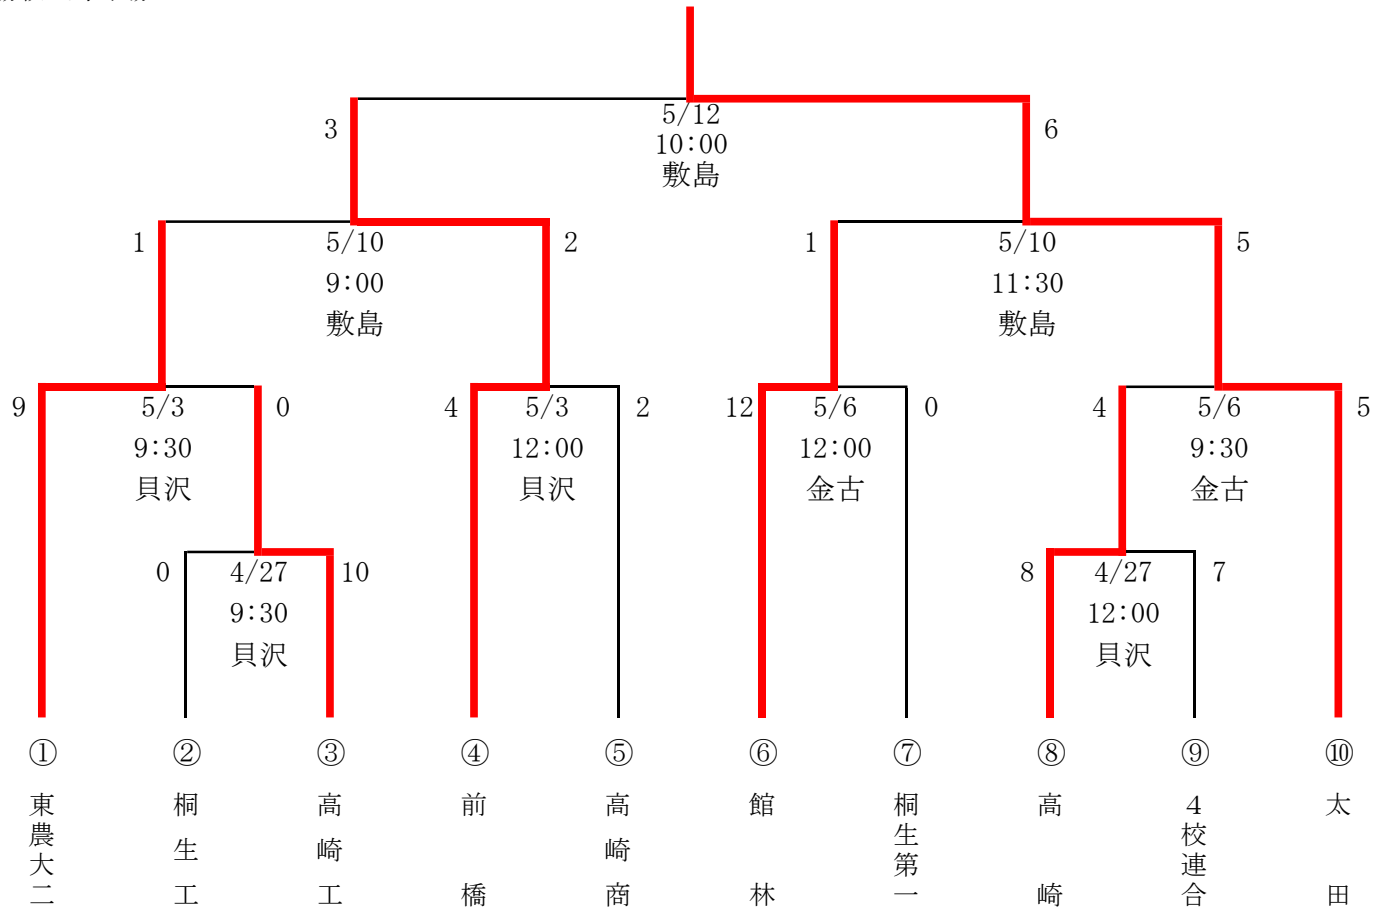 5/12
10:00
敷島
3
6
1
5/10
9:00
敷島
2
1
5/10
11:30
敷島
5
9
5/3
9:30
貝沢
0
4
5/3
12:00
貝沢
2
12
5/6
12:00
金古
0
4
5/6
9:30
金古
5
0
4/27
9:30
貝沢
10
8
4/27
12:00
貝沢
7
① ② ③ ④ ⑤ ⑥ ⑦ ⑧ ⑨ ⑩
東農大二
桐生工
高崎工
前橋
高崎商
館林
桐生第一
高崎
4校連合
太田